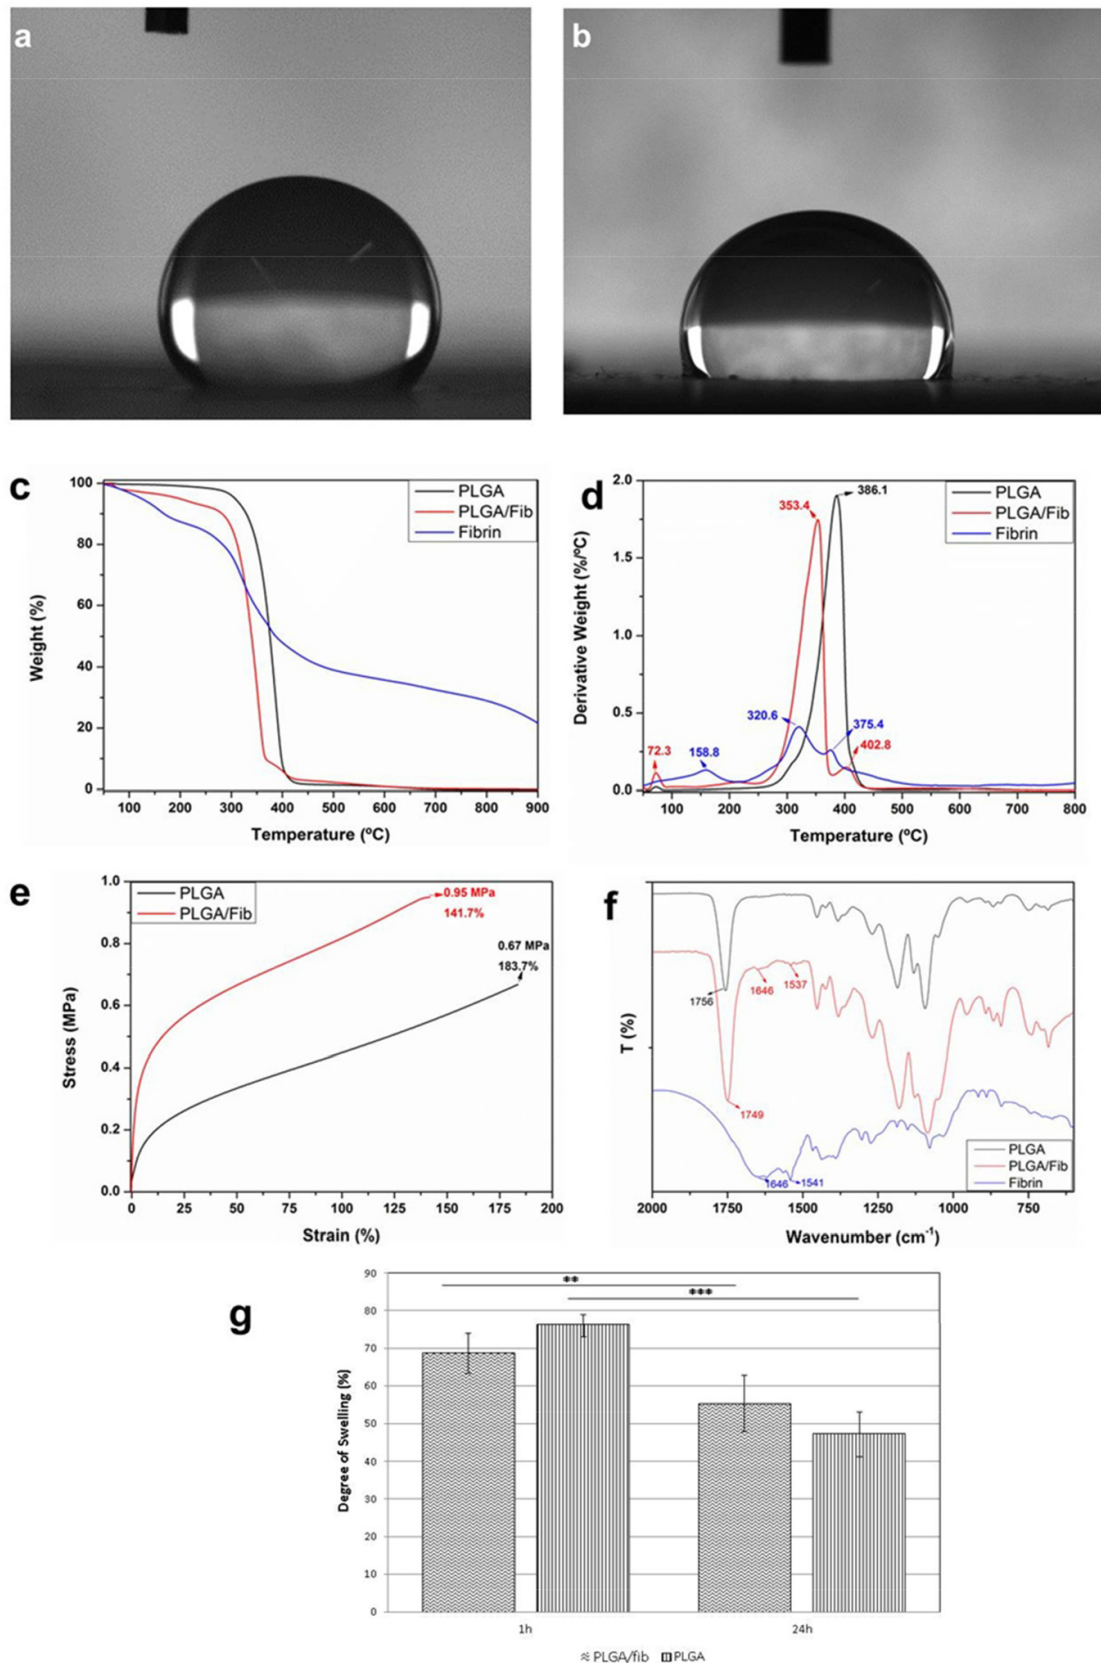 a
b
c
100
80
60
40
20
0
Weight (%)
PLGA
PLGA/Fib
Fibrin
100 200 300 400 500 600 700 800 900
Temperature (ºC)
d
2.0
1.5
1.0
0.5
0.0
Derivative Weight (%/ºC)
PLGA
PLGA/Fib
Fibrin
386.1
353.4
320.6
375.4
402.8
72.3
158.8
100 200 300 400 500 600 700 800
Temperature (ºC)
e
1.0
0.8
0.6
0.4
0.2
0.0
Stress (MPa)
PLGA
PLGA/Fib
0.95 MPa
141.7%
0.67 MPa
183.7%
0 25 50 75 100 125 150 175 200
Strain (%)
f
T (%)
1756
1646
1537
1749
1646
1541
PLGA
PLGA/Fib
Fibrin
2000 1750 1500 1250 1000 750
Wavenumber (cm⁻¹)
g
90
80
70
60
50
40
30
20
10
0
Degree of Swelling (%)
**
***
1h 24h
PLGA/fib PLGA